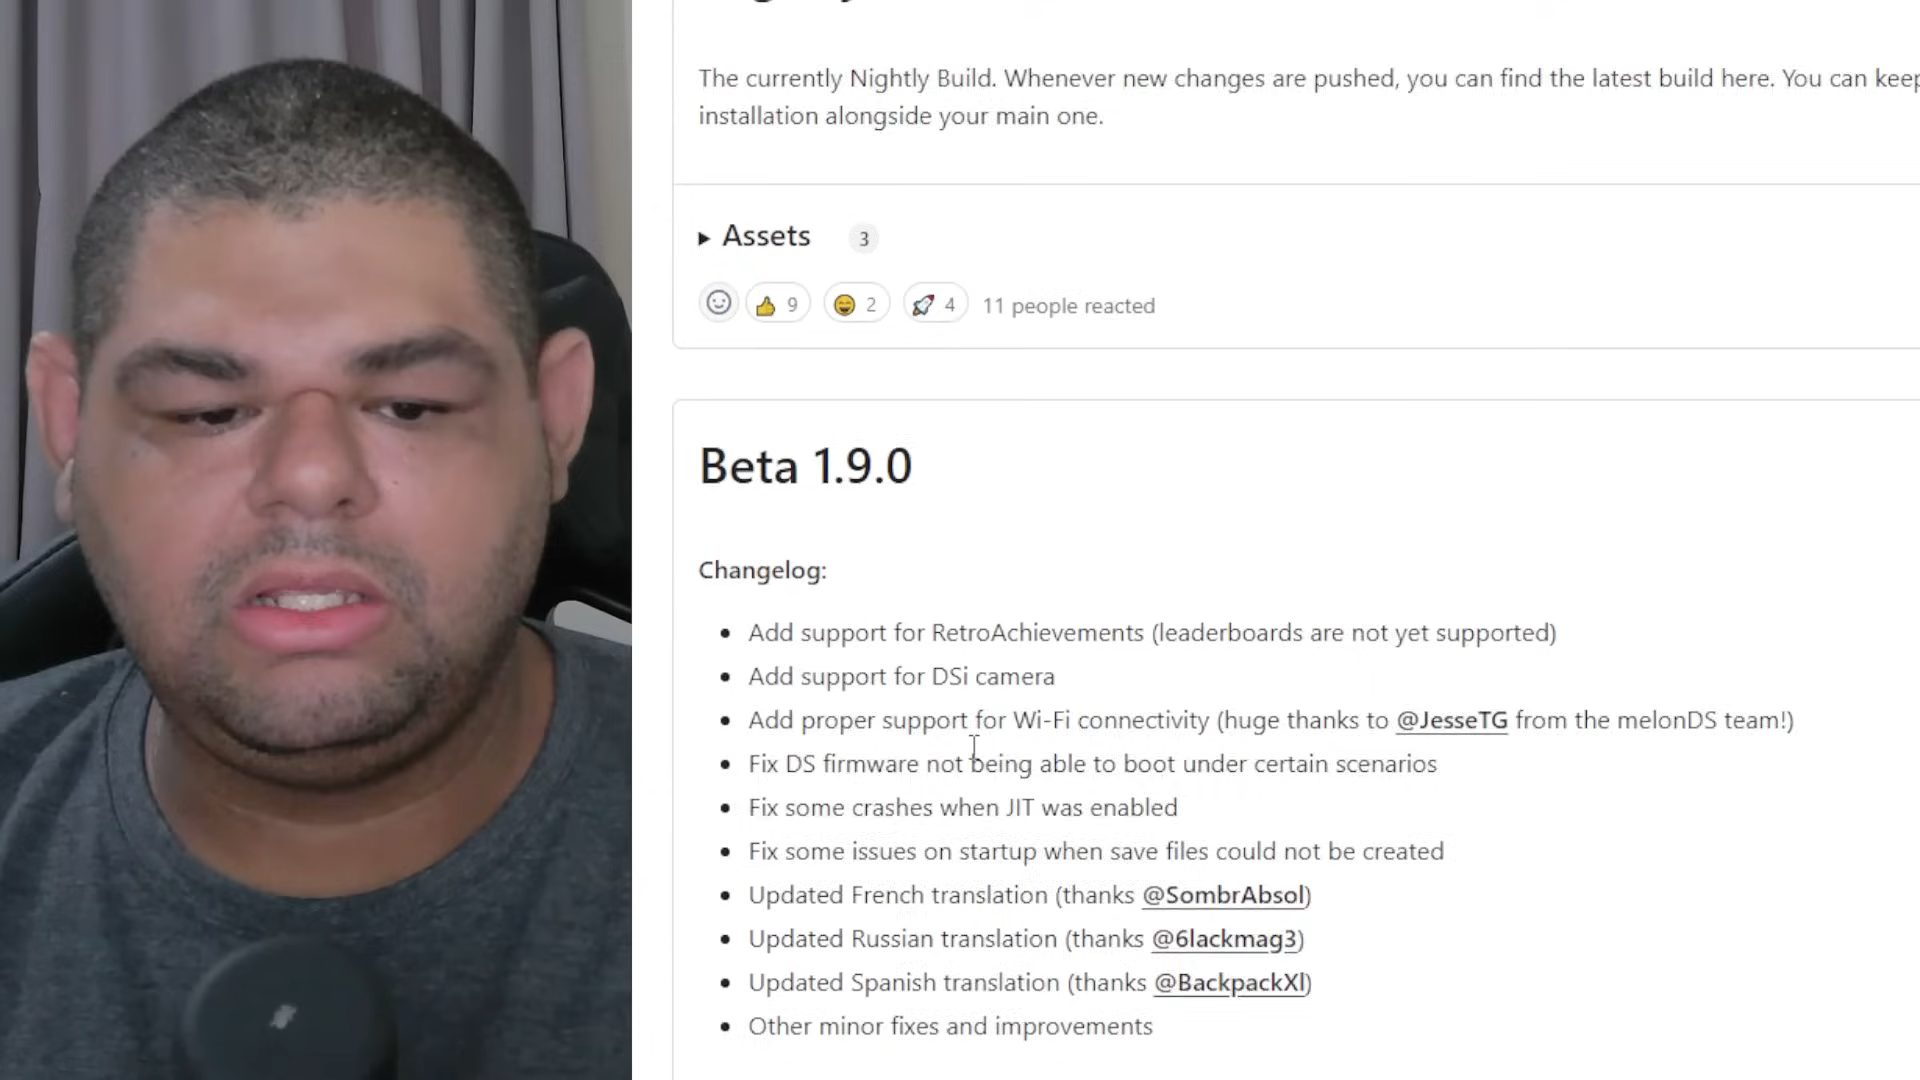 The currently Nightly Build. Whenever new changes are pushed, you can find the latest build here. You can keep
installation alongside your main one.
Assets 3
9 2 4 11 people reacted
Beta 1.9.0
Changelog:
Add support for RetroAchievements (leaderboards are not yet supported)
Add support for DSi camera
Add proper support for Wi-Fi connectivity (huge thanks to @JesseTG from the melonDS team!)
Fix DS firmware not being able to boot under certain scenarios
Fix some crashes when JIT was enabled
Fix some issues on startup when save files could not be created
Updated French translation (thanks @SombrAbsol)
Updated Russian translation (thanks @6lackmag3)
Updated Spanish translation (thanks @BackpackXl)
Other minor fixes and improvements